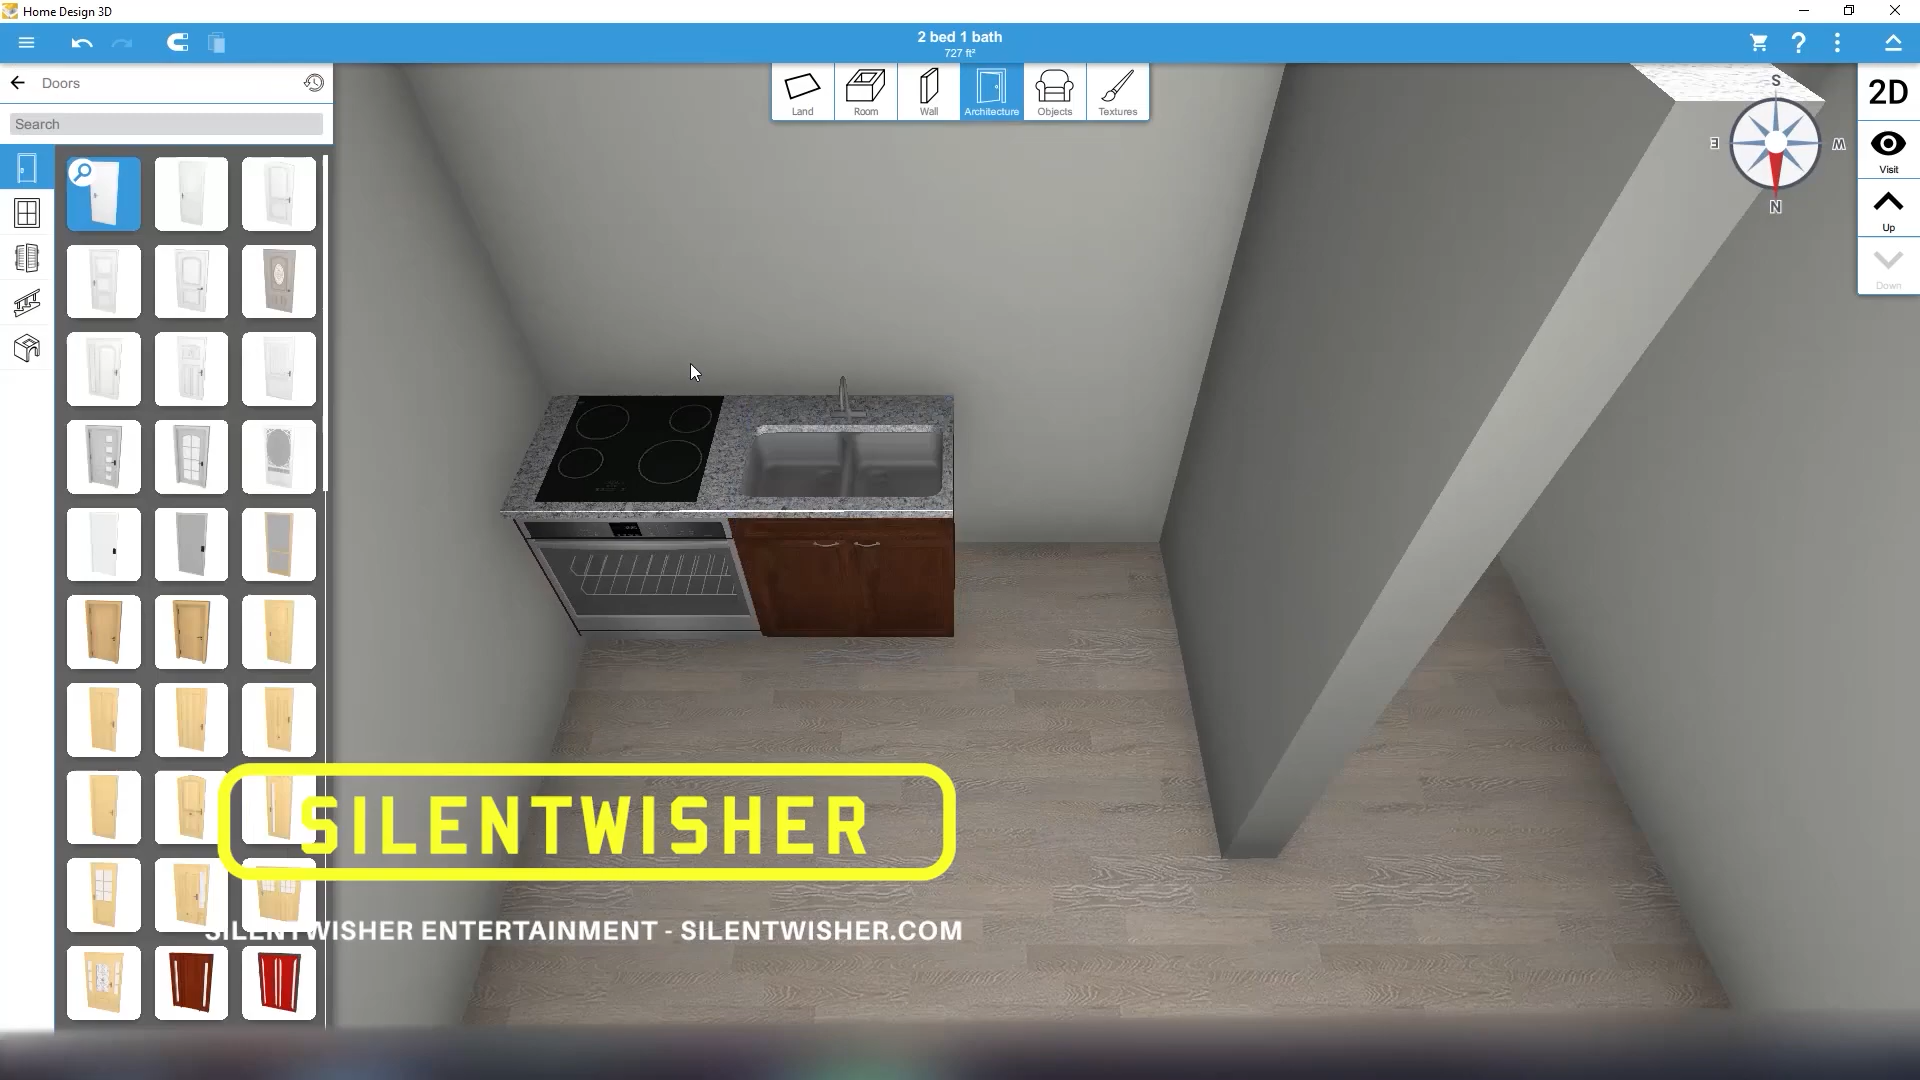 Home Design 3D
2 bed 1 bath
727 ft²
Doors
Search
Land
Room
Wall
Architecture
Objects
Textures
2D
Visit
Up
Down
S
E
W
N
SILENTWISHER
SILENTWISHER ENTERTAINMENT - SILENTWISHER.COM